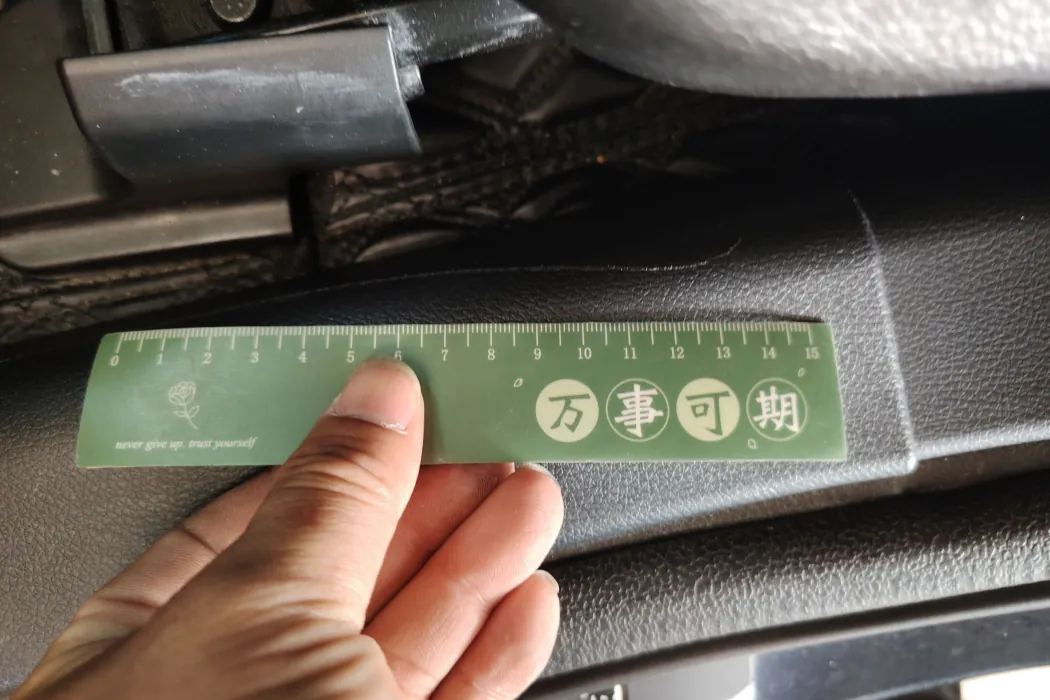 0 1 2 3 4 5 6 7 8 9 10 11 12 13 14 15
万事可期
never give up. trust yourself